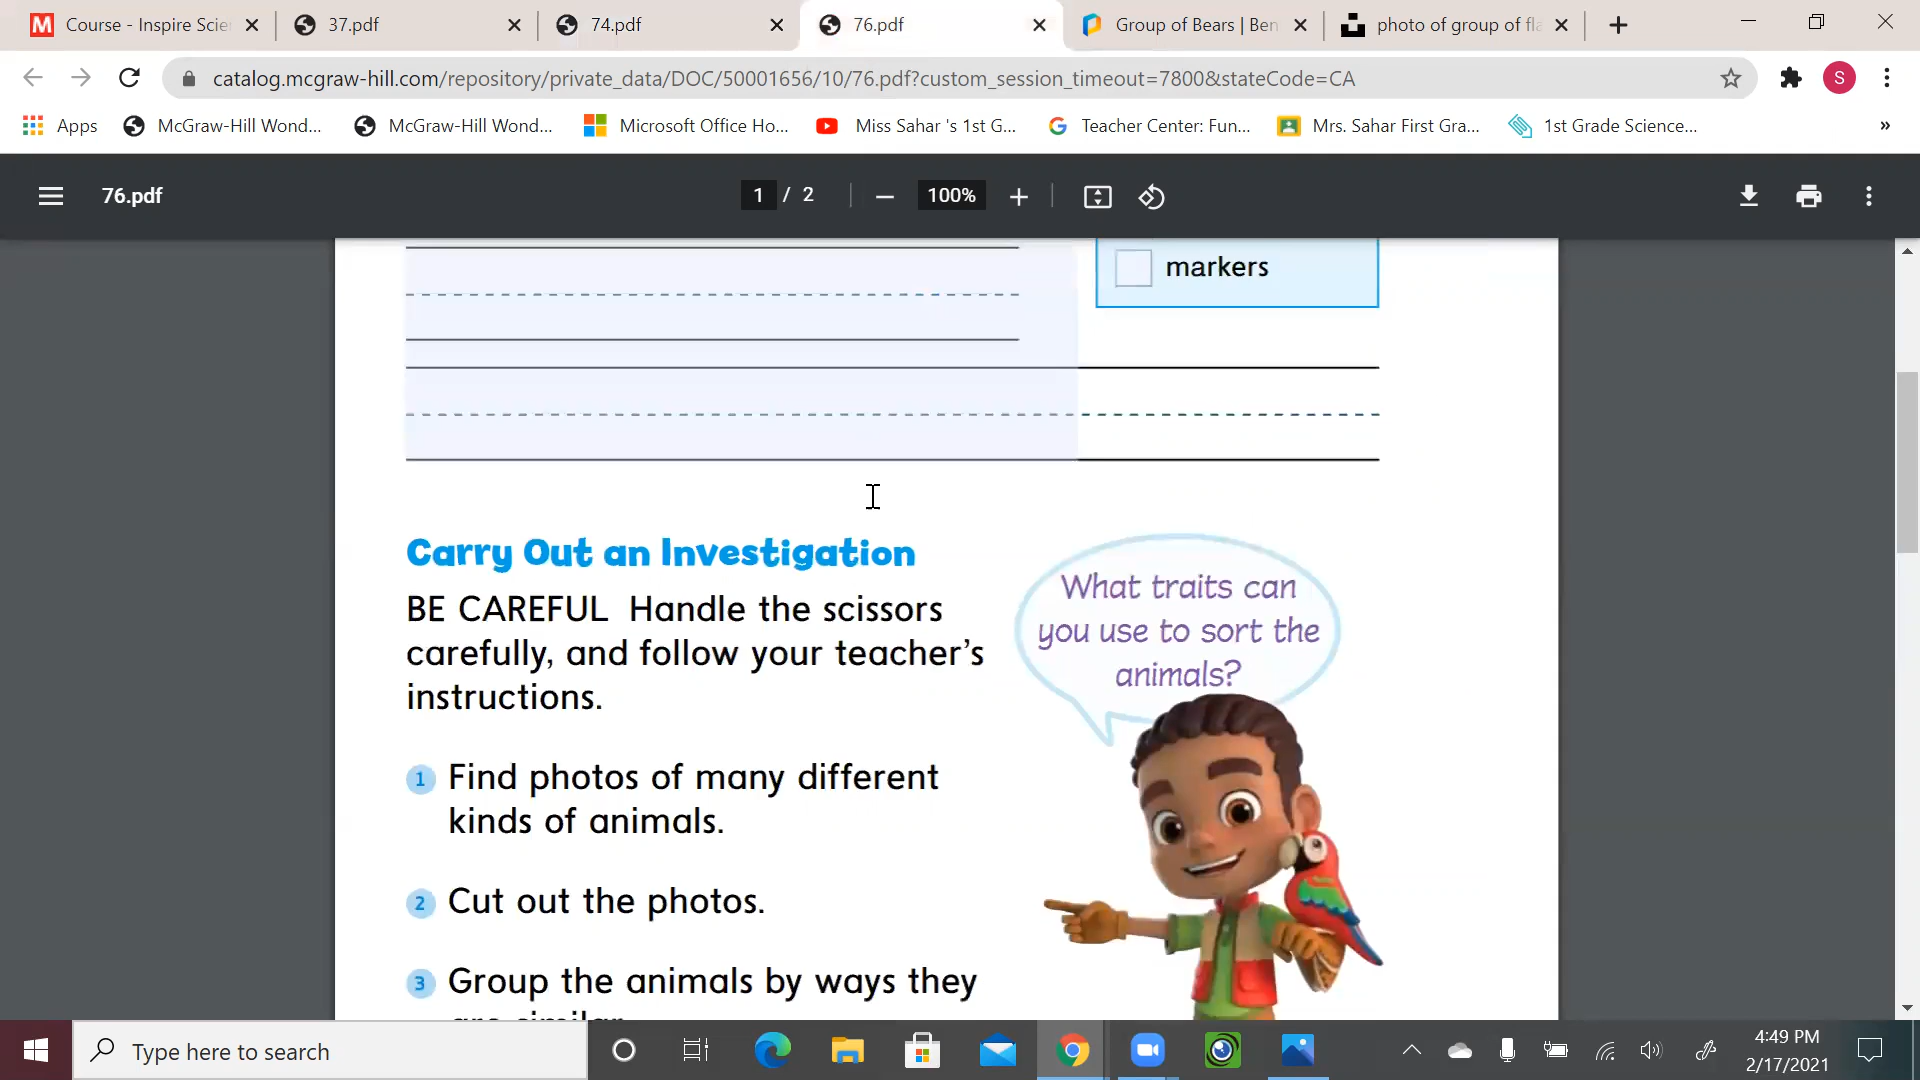 Course - Inspire Scie
37.pdf
74.pdf
76.pdf
Group of Bears | Ben
photo of group of fla
catalog.mcgraw-hill.com/repository/private_data/DOC/50001656/10/76.pdf?custom_session_timeout=7800&stateCode=CA
S
Apps
McGraw-Hill Wond...
McGraw-Hill Wond...
Microsoft Office Ho...
Miss Sahar 's 1st G...
Teacher Center: Fun...
Mrs. Sahar First Gra...
1st Grade Science...
»
76.pdf
1 / 2
100%
markers
Carry Out an Investigation
BE CAREFUL Handle the scissors
carefully, and follow your teacher's
instructions.
What traits can
you use to sort the
animals?
1 Find photos of many different
kinds of animals.
2 Cut out the photos.
3 Group the animals by ways they
are similar
Type here to search
4:49 PM
2/17/2021